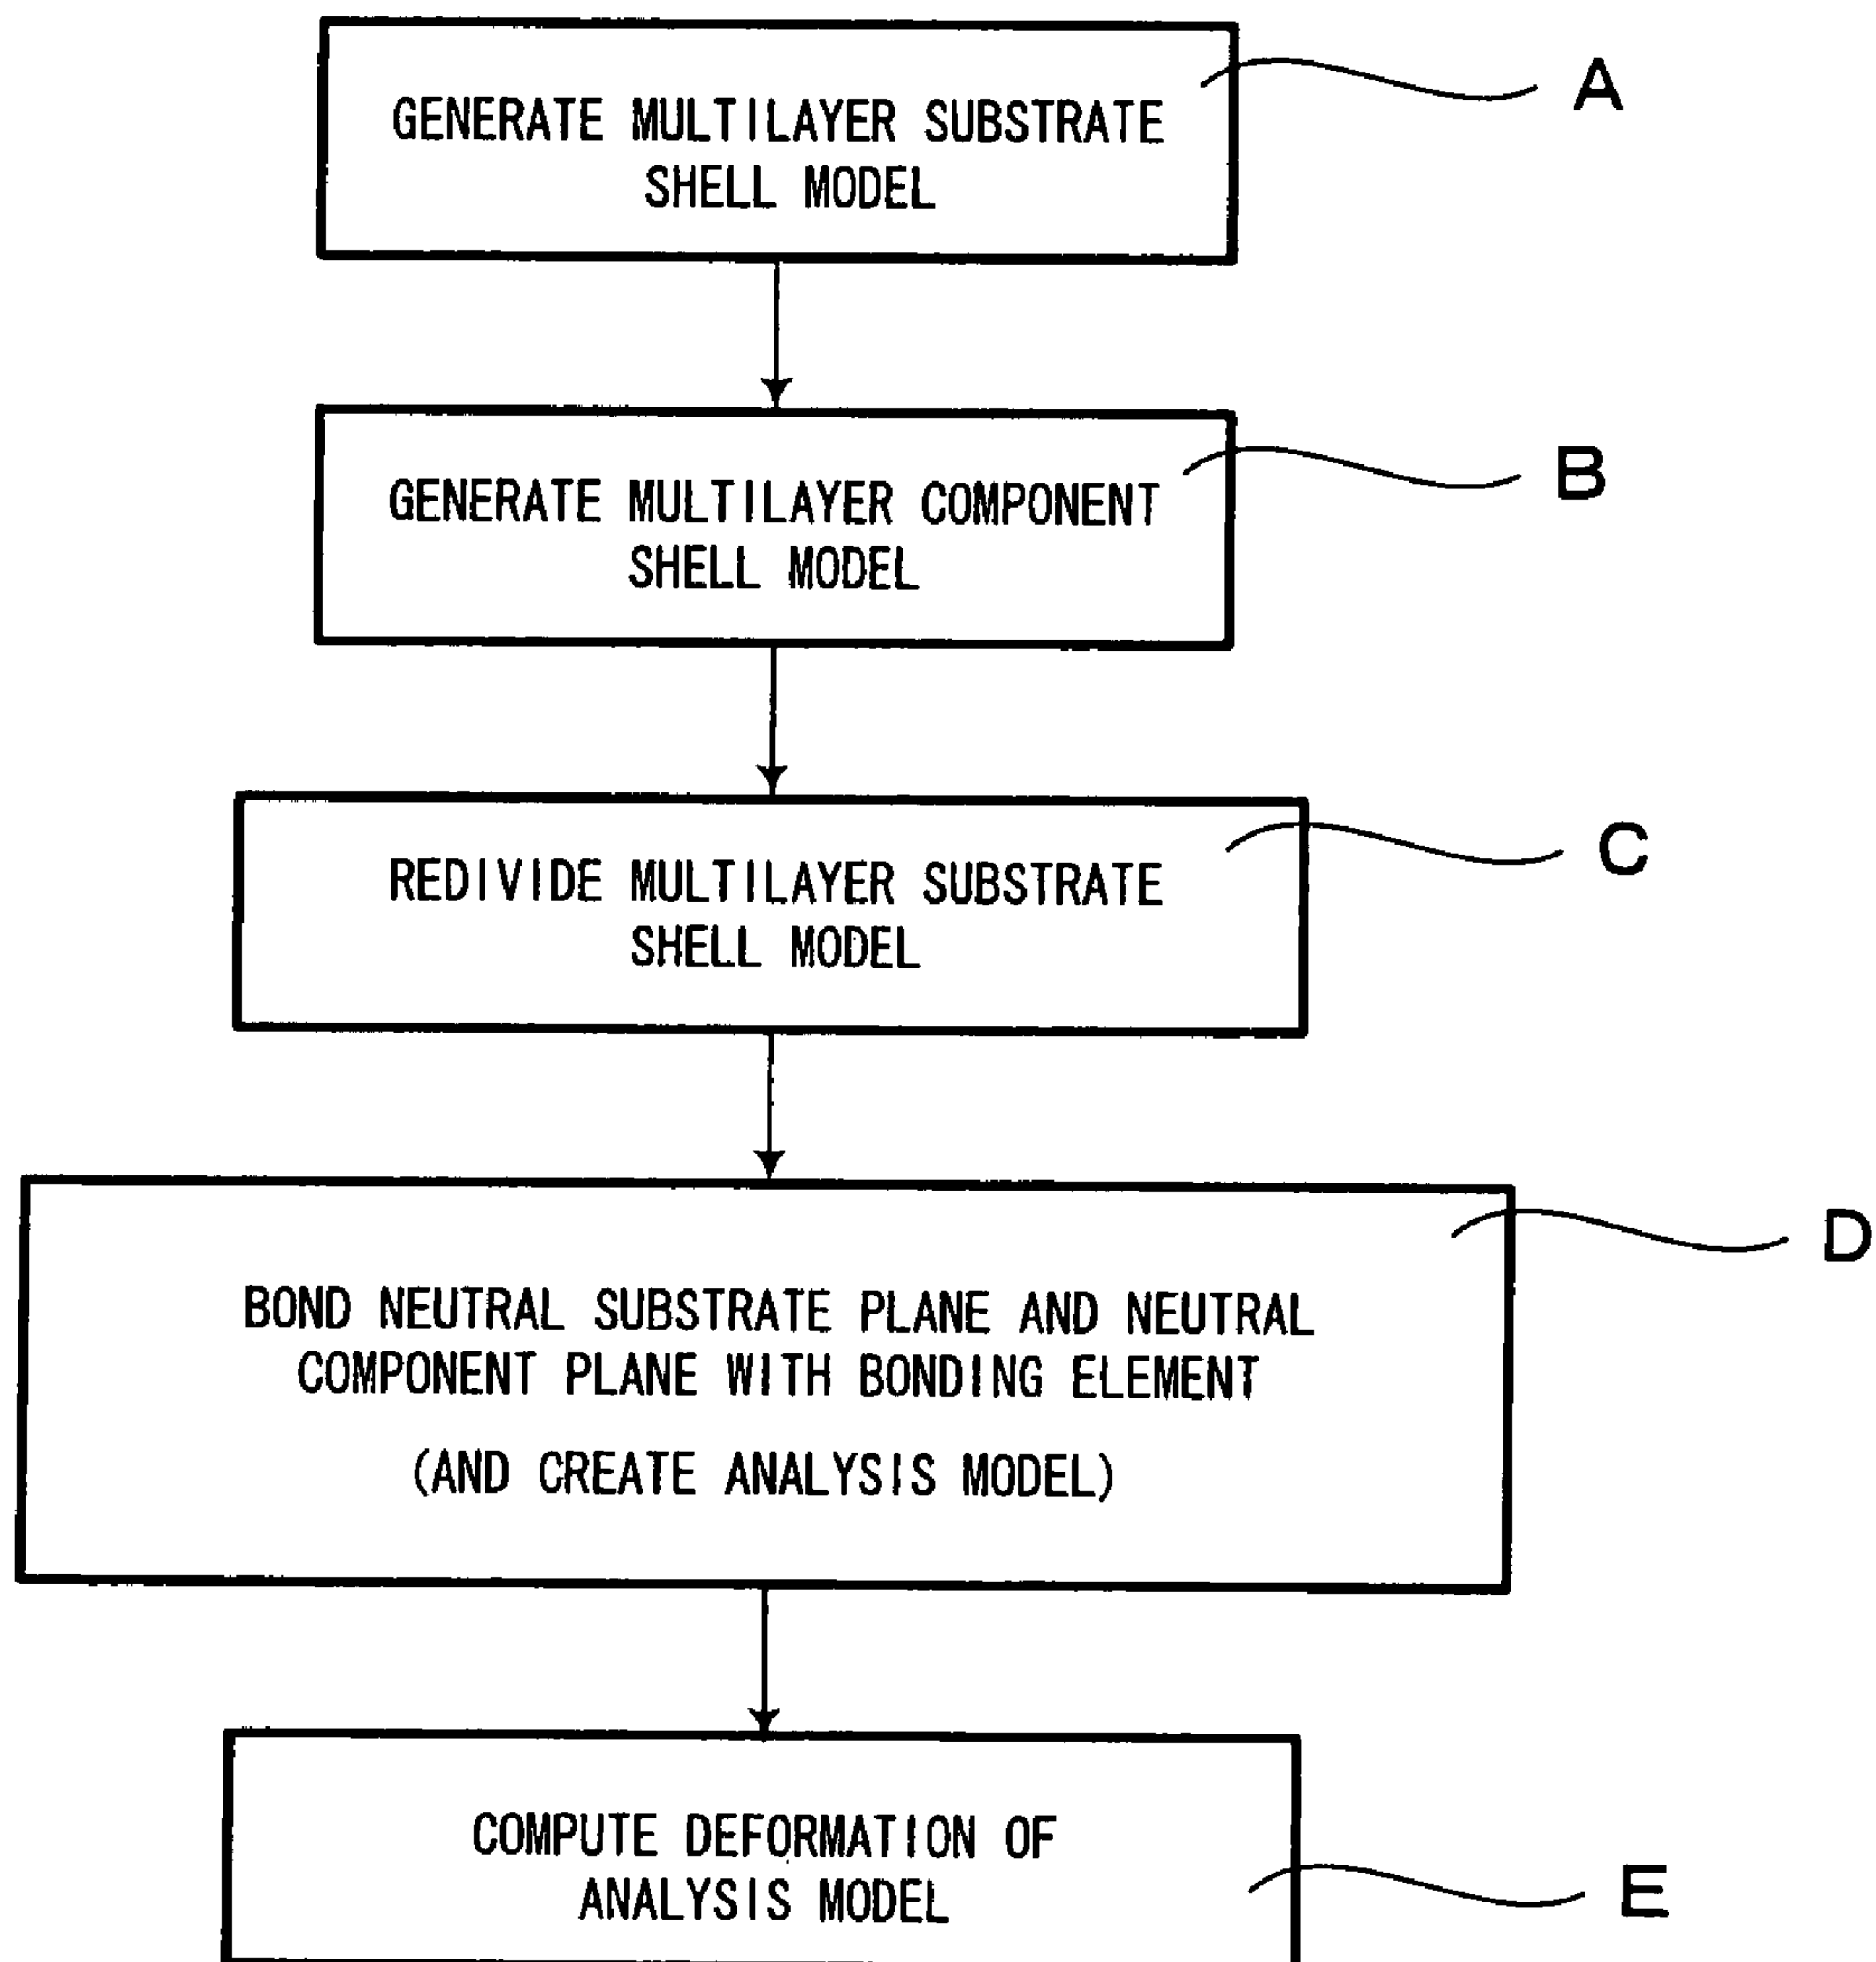 GENERATE MULTILAYER SUBSTRATE
SHELL MODEL
A
GENERATE MULTILAYER COMPONENT
SHELL MODEL
B
REDIVIDE MULTILAYER SUBSTRATE
SHELL MODEL
C
BOND NEUTRAL SUBSTRATE PLANE AND NEUTRAL
COMPONENT PLANE WITH BONDING ELEMENT
(AND CREATE ANALYSIS MODEL)
D
COMPUTE DEFORMATION OF
ANALYSIS MODEL
E